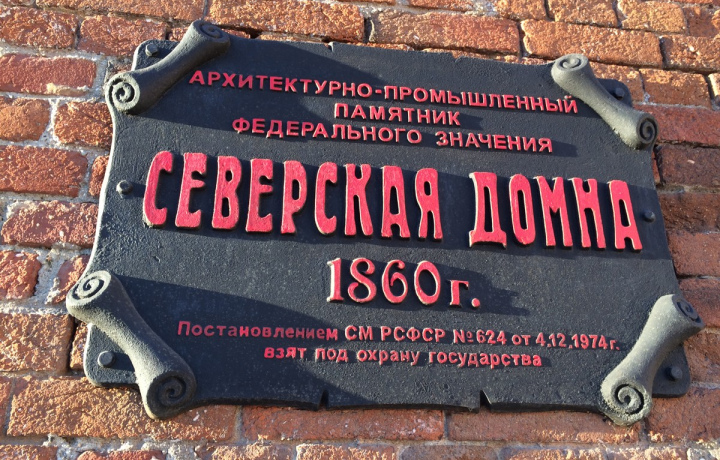 АРХИТЕКТУРНО-ПРОМЫШЛЕННЫЙ
ПАМЯТНИК
ФЕДЕРАЛЬНОГО ЗНАЧЕНИЯ
СЕВЕРСКАЯ ДОМНА
1860 г.
Постановлением СМ РСФСР №624 от 4,12,1974 г.
взят под охрану государства